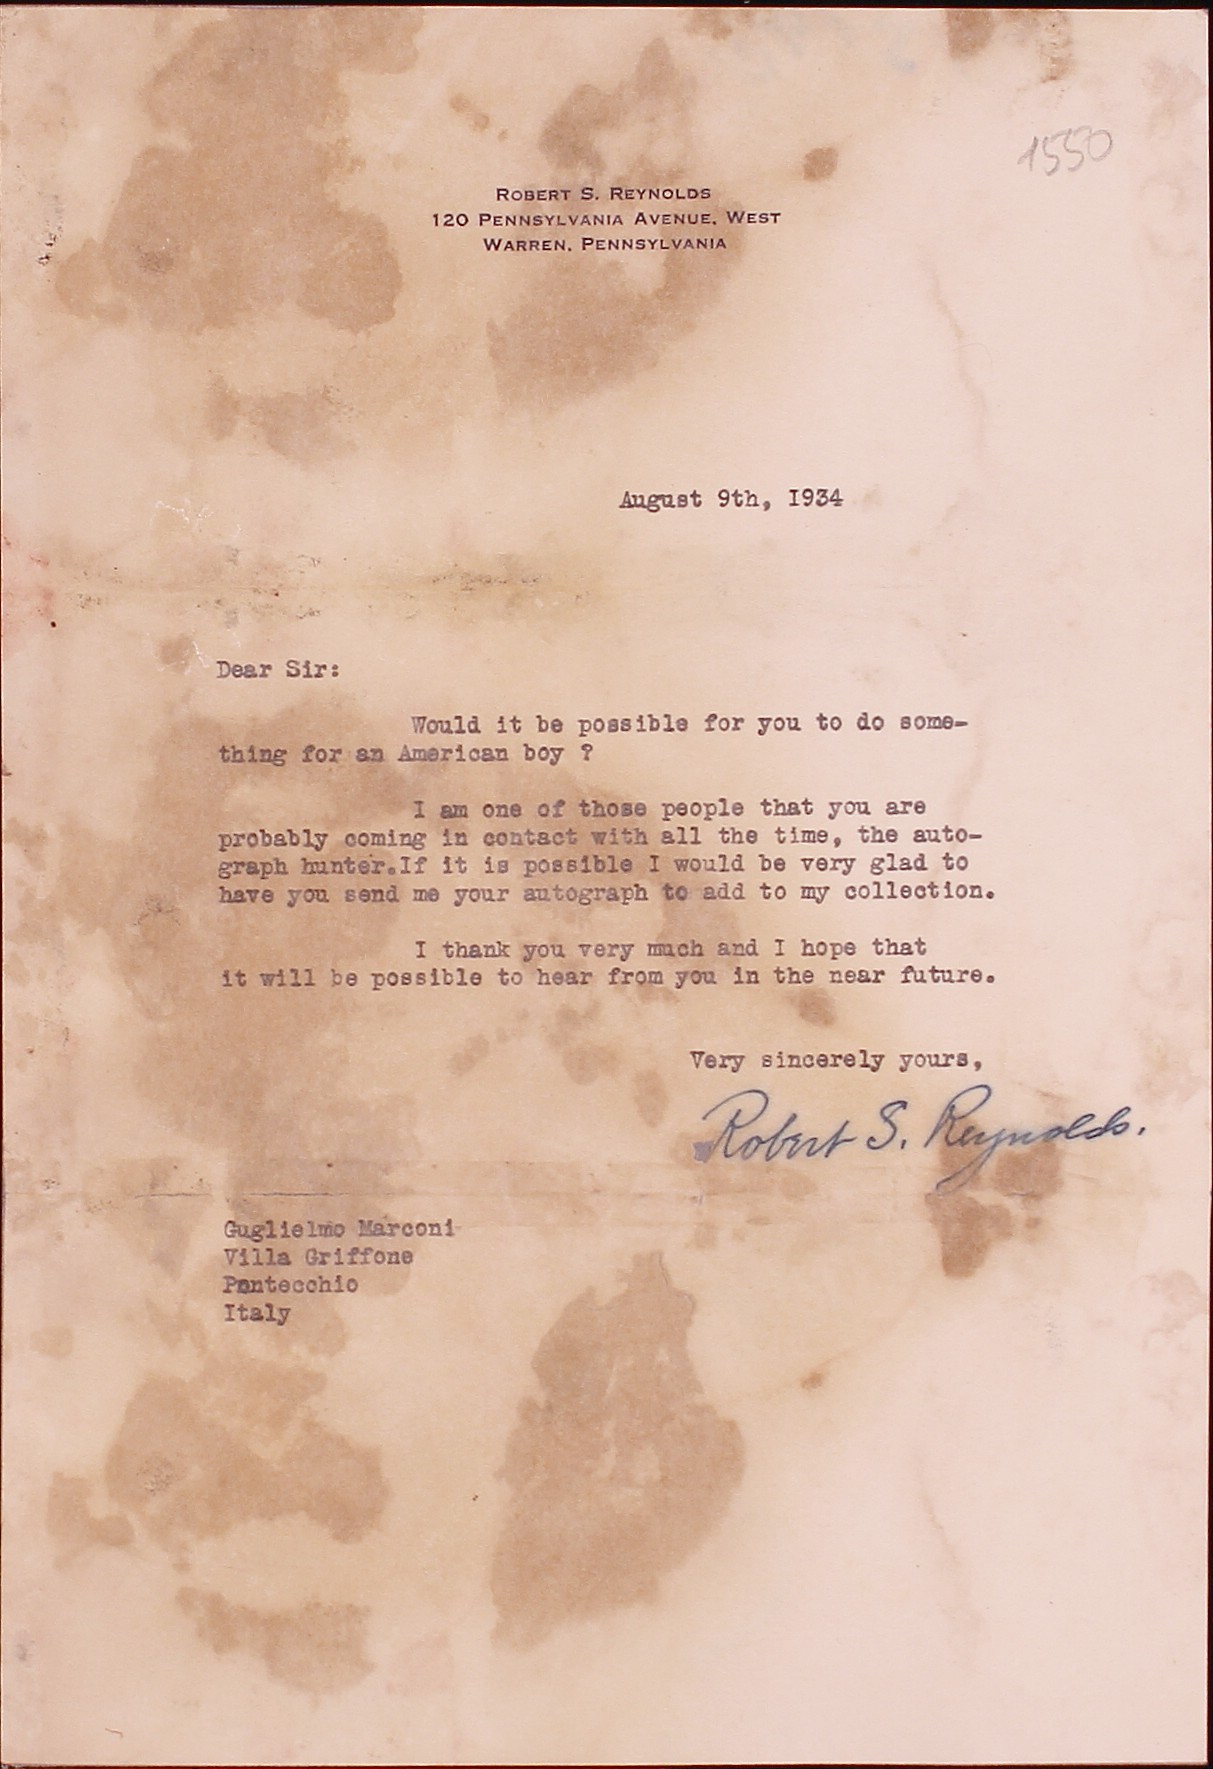 1550
ROBERT S. REYNOLDS
120 PENNSYLVANIA AVENUE, WEST
WARREN, PENNSYLVANIA
August 9th, I934
Dear Sir:
Would it be possible for you to do some-
thing for an American boy ?
I am one of those people that you are
probably coming in contact with all the time, the auto-
graph hunter.If it is possible I would be very glad to
have you send me your autograph to add to my collection.
I thank you very much and I hope that
it will be possible to hear from you in the near future.
Very sincerely yours,
Robert S. Reynolds.
Guglielmo Marconi
Villa Griffone
Pontecchio
Italy